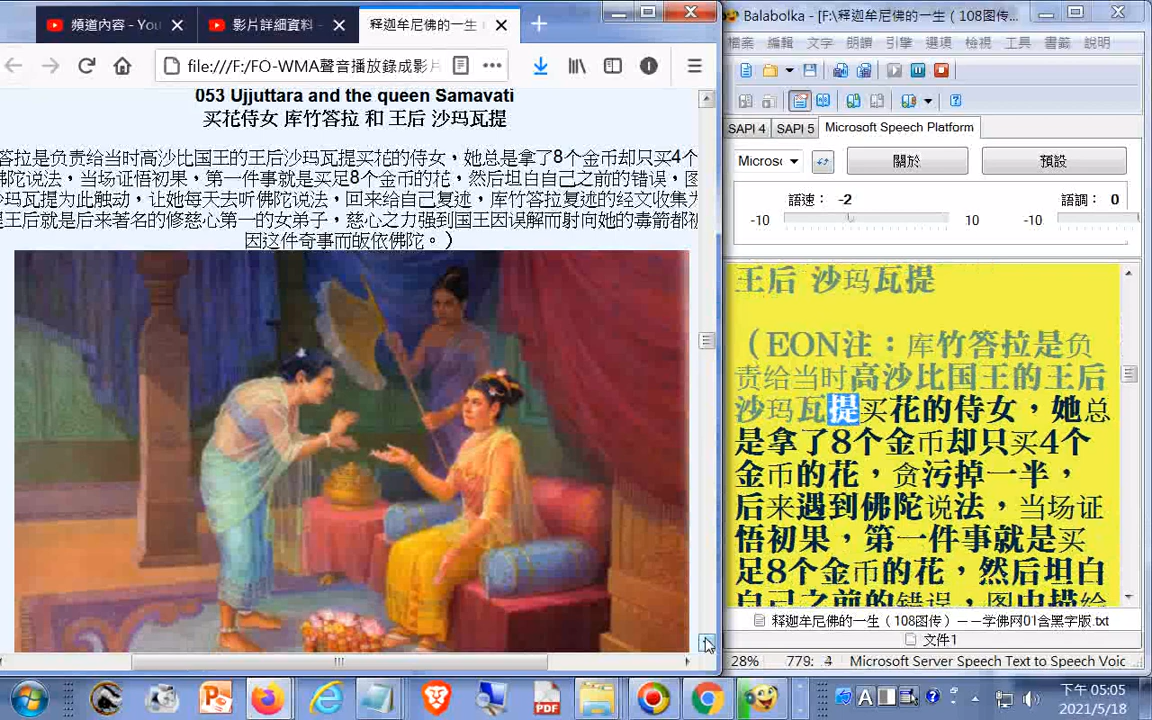 頻道內容 - You
影片詳細資料 -
释迦牟尼佛的一生
file:///F:/FO-WMA聲音播放錄成影片
053 Ujjuttara and the queen Samavati
买花侍女 库竹答拉 和 王后 沙玛瓦提
答拉是负责给当时高沙比国王的王后沙玛瓦提买花的侍女，她总是拿了8个金币却只买4个
佛陀说法，当场证悟初果，第一件事就是买足8个金币的花，然后坦白自己之前的错误，图
沙玛瓦提为此触动，让她每天去听佛陀说法，回来给自己复述，库竹答拉复述的经文收集为
提王后就是后来著名的修慈心第一的女弟子，慈心之力强到国王因误解而射向她的毒箭都被
因这件奇事而皈依佛陀。）
Balabolka - [F:\释迦牟尼佛的一生（108图传）...
檔案 編輯 文字 朗讀 引擎 選項 檢視 工具 書籤 說明
SAPI 4 SAPI 5 Microsoft Speech Platform
Micros 關於 預設
語速： -2 語調： 0
-10 10 -10
王后 沙玛瓦提
（EON注：库竹答拉是负
责给当时高沙比国王的王后
沙玛瓦提买花的侍女，她总
是拿了8个金币却只买4个
金币的花，贪污掉一半，
后来遇到佛陀说法，当场证
悟初果，第一件事就是买
足8个金币的花，然后坦白
自己之前的错误，图中描绘
释迦牟尼佛的一生（108图传）——学佛网01含黑字版.txt
文件1
28% 779: 4 Microsoft Server Speech Text to Speech Voic
PDF
A
下午 05:05
2021/5/18